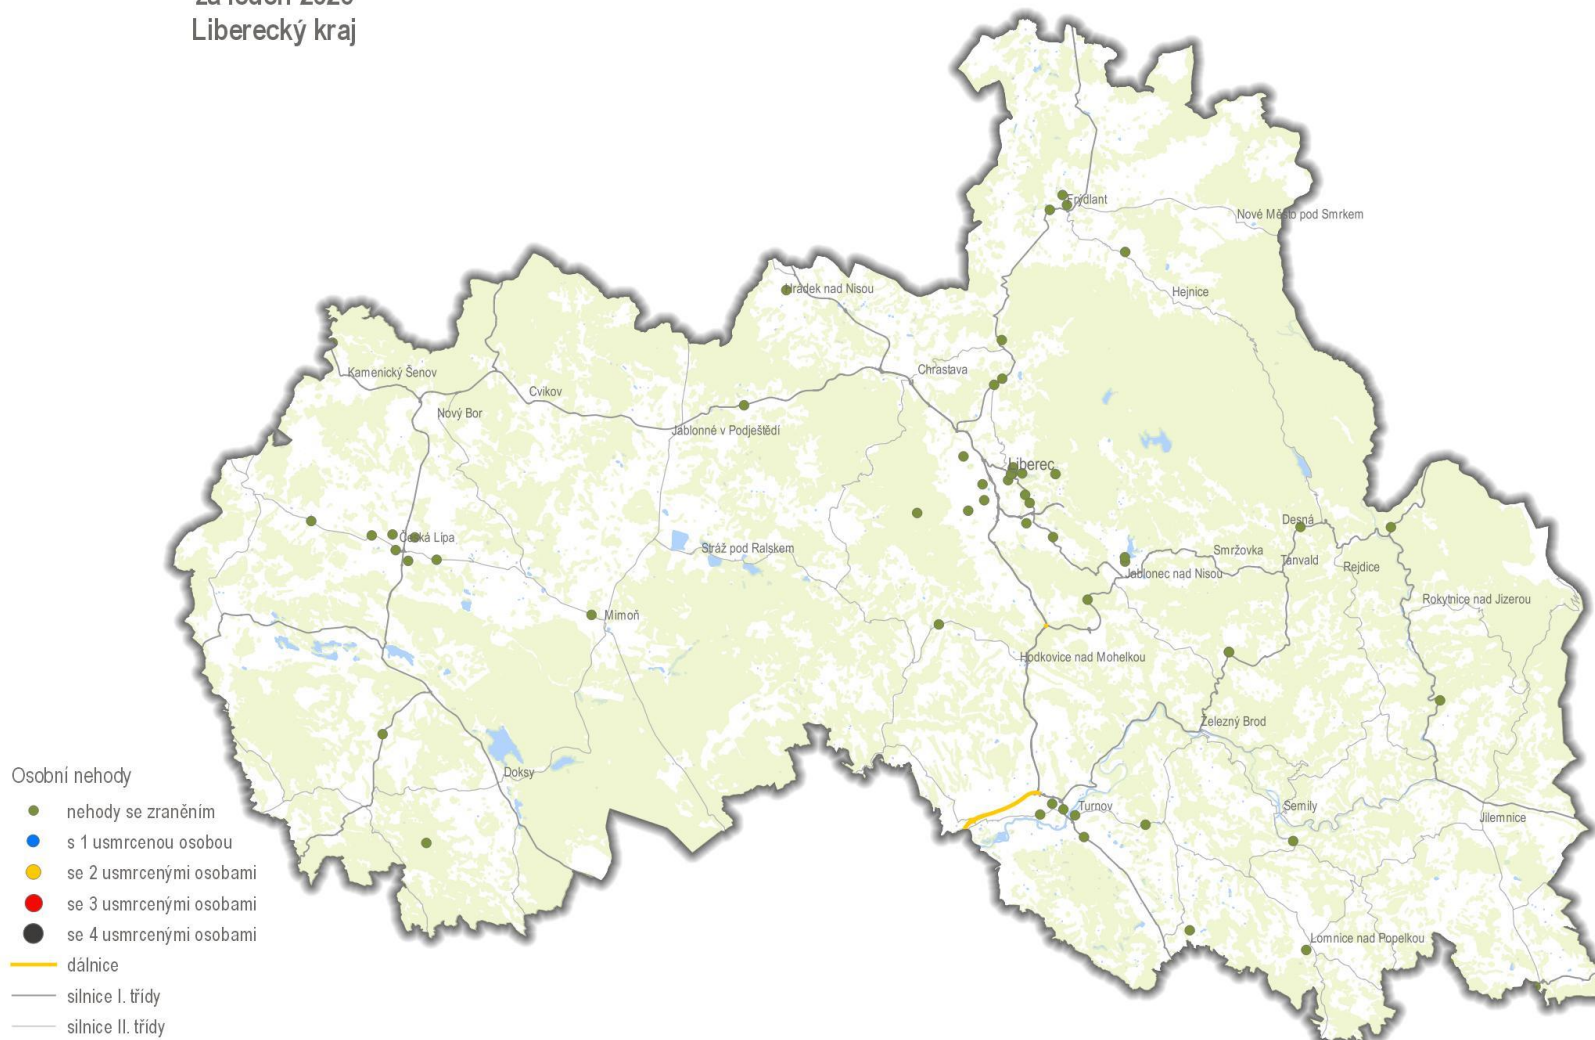 Liberecký kraj
Frýdlant
Nové Město pod Smrkem
Hejnice
Hrádek nad Nisou
Chrastava
Kamenický Šenov
Cvikov
Nový Bor
Jablonné v Podještědí
Liberec
Desná
Česká Lípa
Stráž pod Ralskem
Smržovka
Tanvald
Rejdice
Jablonec nad Nisou
Rokytnice nad Jizerou
Mimoň
Hodkovice nad Mohelkou
Železný Brod
Doksy
Turnov
Semily
Jilemnice
Lomnice nad Popelkou
Osobní nehody
nehody se zraněním
s 1 usmrcenou osobou
se 2 usmrcenými osobami
se 3 usmrcenými osobami
se 4 usmrcenými osobami
dálnice
silnice I. třídy
silnice II. třídy